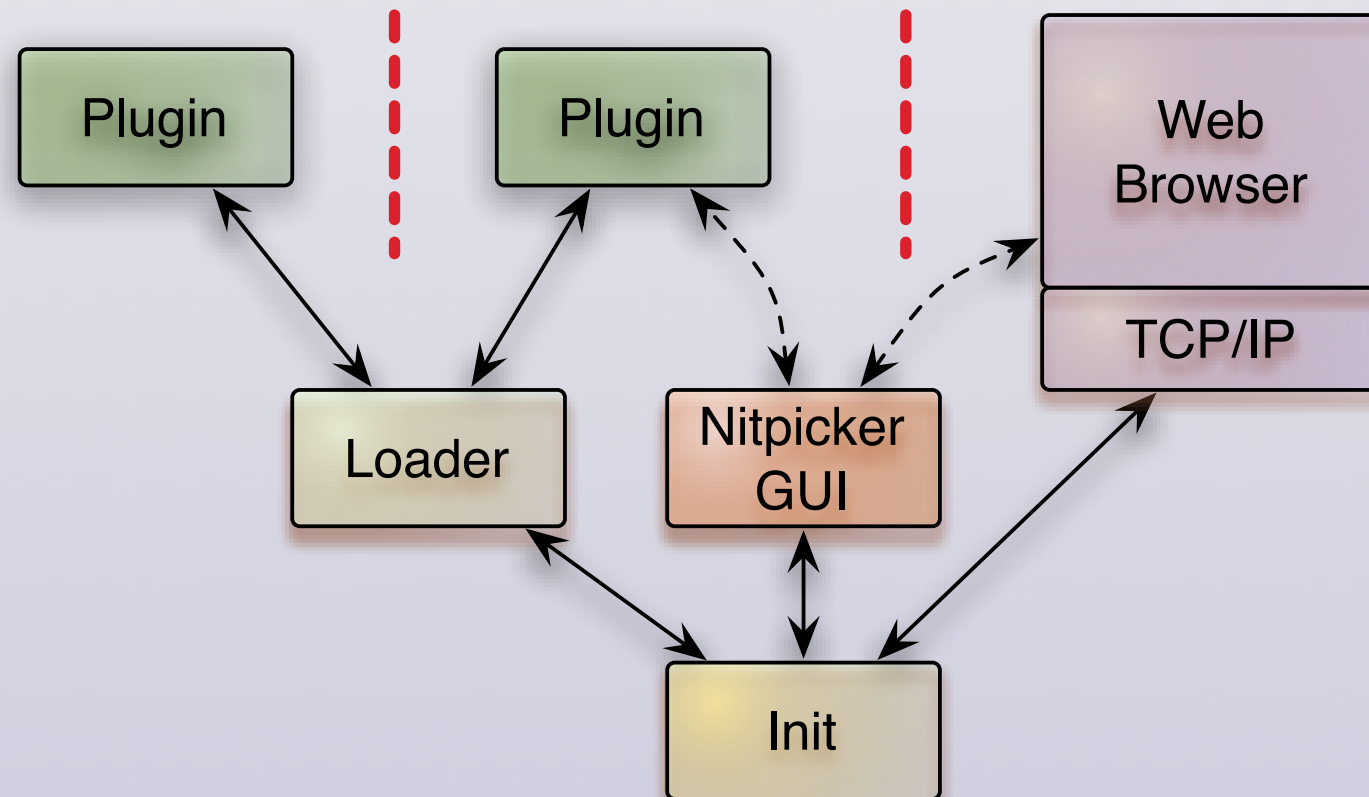 Plugin
Plugin
Web
Browser
TCP/IP
Loader
Nitpicker
GUI
Init